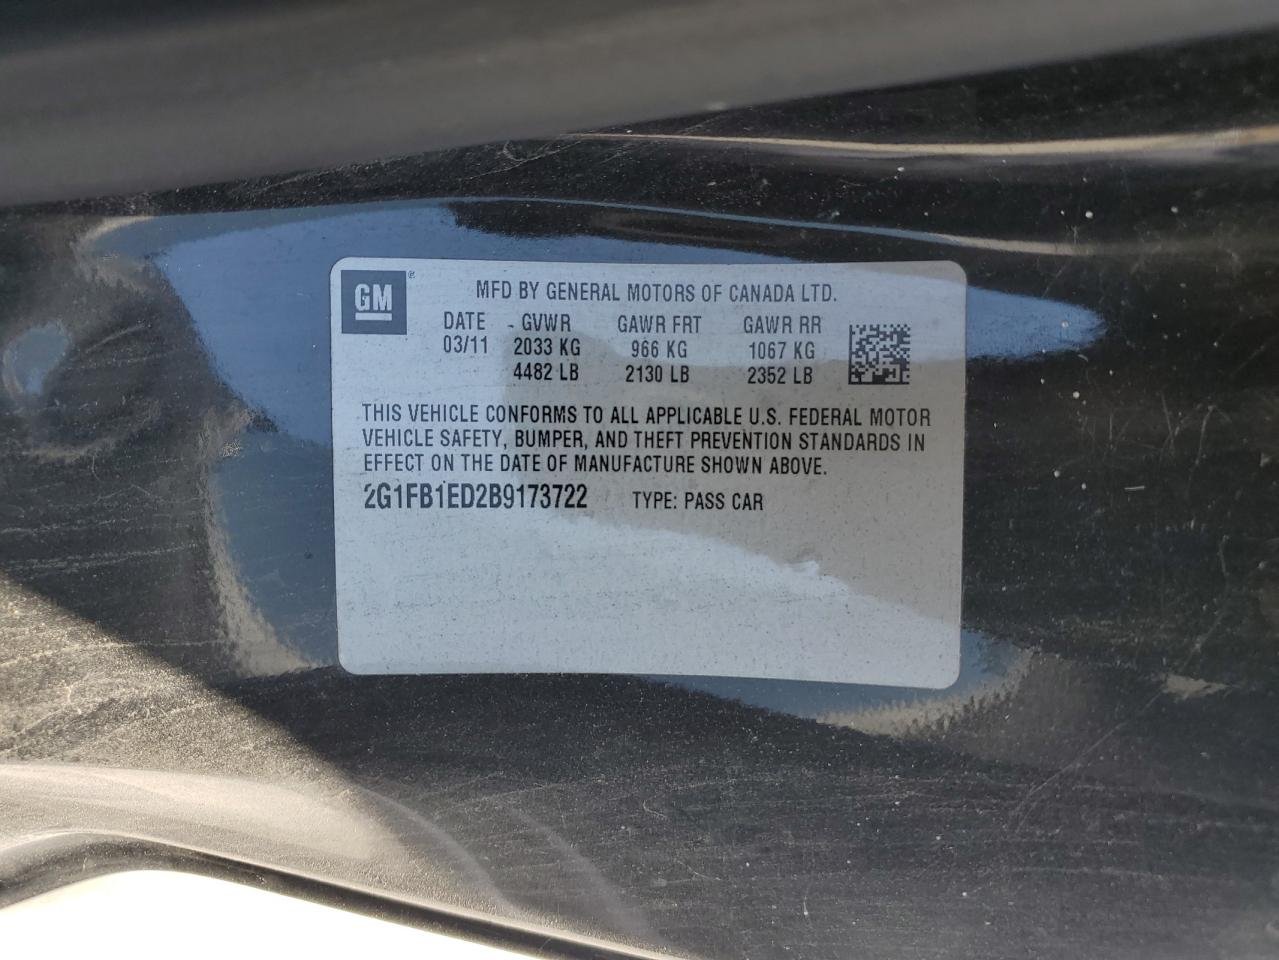 GM®
MFD BY GENERAL MOTORS OF CANADA LTD.
DATE GVWR GAWR FRT GAWR RR
03/11 2033 KG 966 KG 1067 KG
4482 LB 2130 LB 2352 LB
THIS VEHICLE CONFORMS TO ALL APPLICABLE U.S. FEDERAL MOTOR
VEHICLE SAFETY, BUMPER, AND THEFT PREVENTION STANDARDS IN
EFFECT ON THE DATE OF MANUFACTURE SHOWN ABOVE.
2G1FB1ED2B9173722 TYPE: PASS CAR